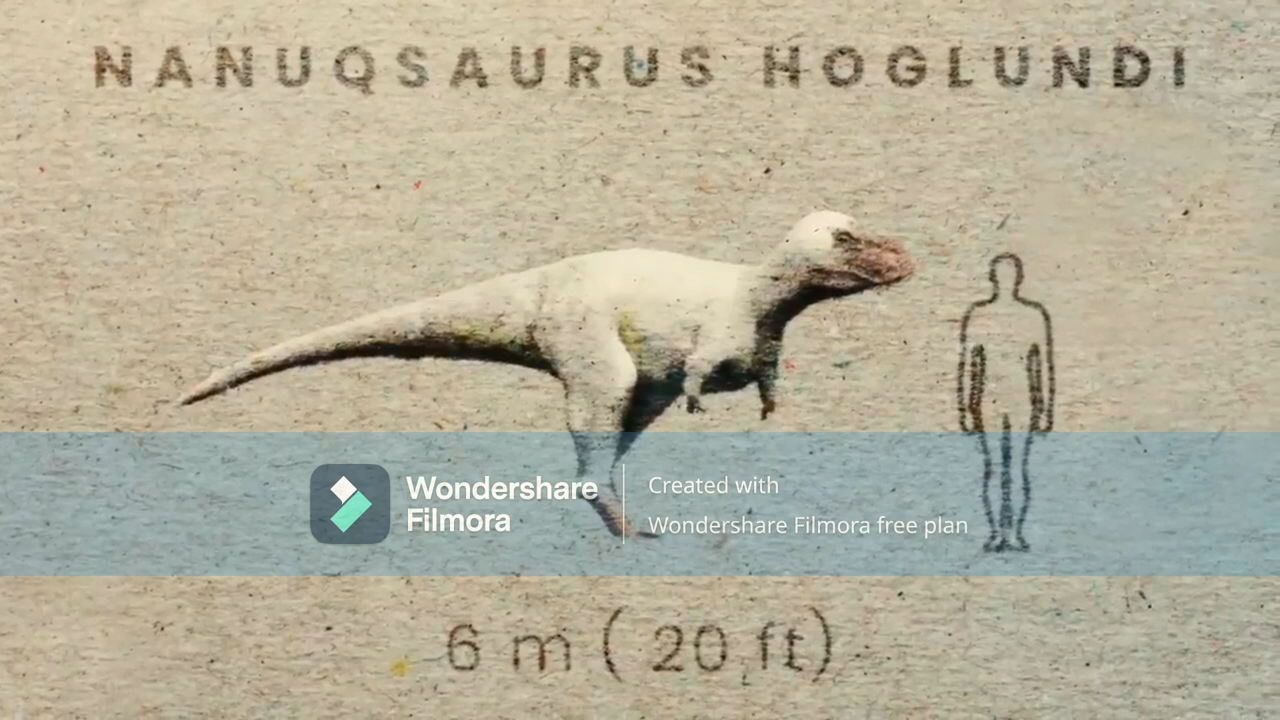 NANUQSAURUS HOGLUNDI
Wondershare
Filmora
Created with
Wondershare Filmora free plan
6 m ( 20 ft)